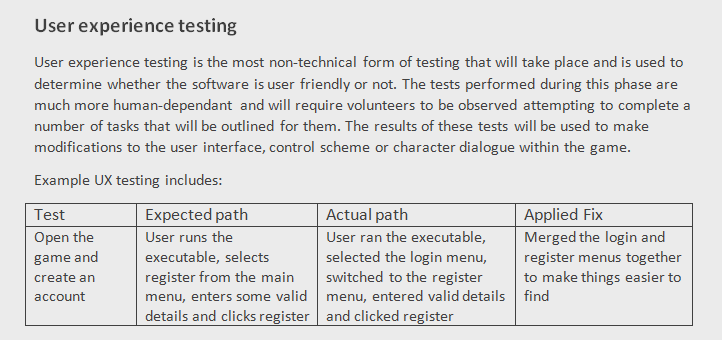 User experience testing
User experience testing is the most non-technical form of testing that will take place and is used to
determine whether the software is user friendly or not. The tests performed during this phase are
much more human-dependant and will require volunteers to be observed attempting to complete a
number of tasks that will be outlined for them. The results of these tests will be used to make
modifications to the user interface, control scheme or character dialogue within the game.
Example UX testing includes:
Test
Expected path
Actual path
Applied Fix
Open the
game and
create an
account
User runs the
executable, selects
register from the main
menu, enters some valid
details and clicks register
User ran the executable,
selected the login menu,
switched to the register
menu, entered valid details
and clicked register
Merged the login and
register menus together
to make things easier to
find